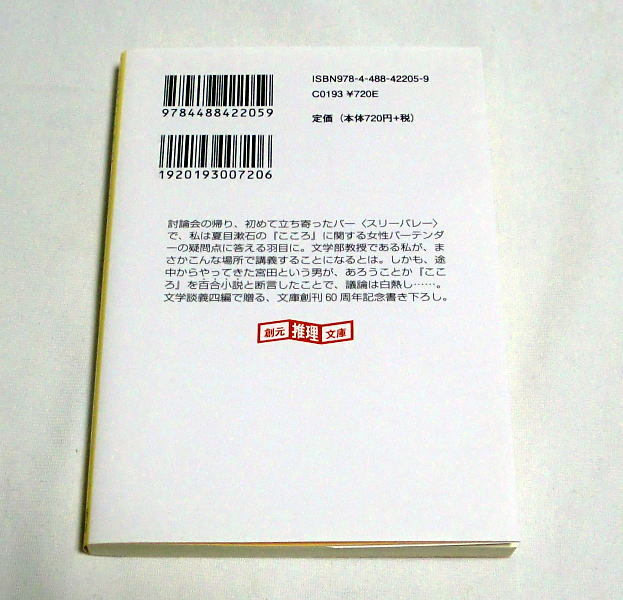 ISBN978-4-488-42205-9
C0193 ¥720E
9784488422059
定価（本体720円+税）
1920193007206
討論会の帰り、初めて立ち寄ったバー〈スリーバレー〉
で、私は夏目漱石の『こころ』に関する女性バーテンダ
ーの疑問点に答える羽目に。文学部教授である私が、ま
さかこんな場所で講義することになるとは。しかも、途
中からやってきた宮田という男が、あろうことか『ここ
ろ』を百合小説と断言したことで、議論は白熱し……。
文学談義四編で贈る、文庫創刊60周年記念書き下ろし。
創元推理文庫